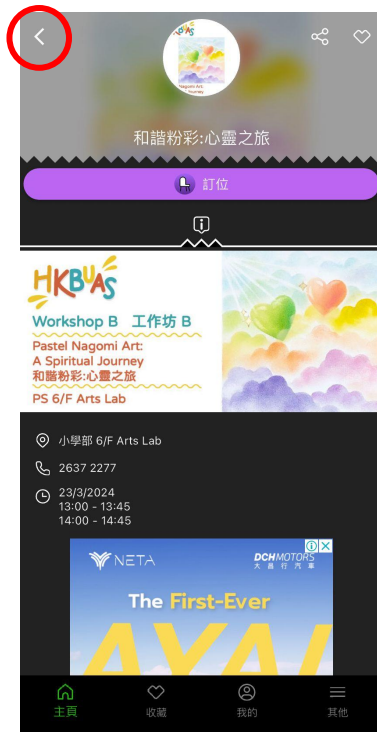 HKBUAS
Nagomi Art:
Journey
和諧粉彩:心靈之旅
訂位
HKBUAS
Workshop B 工作坊 B
Pastel Nagomi Art:
A Spiritual Journey
和諧粉彩:心靈之旅
PS 6/F Arts Lab
小學部 6/F Arts Lab
2637 2277
23/3/2024
13:00 - 13:45
14:00 - 14:45
NETA
DCH MOTORS
大昌行汽車
The First-Ever
AYA
主頁
收藏
我的
其他